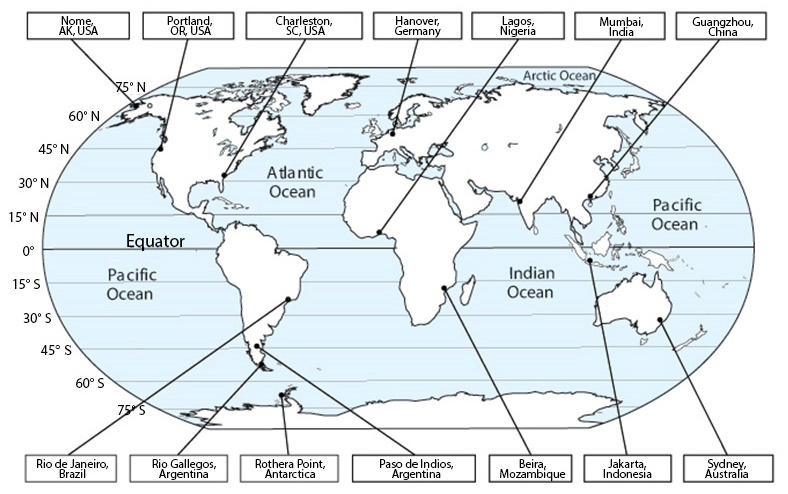 Nome,
AK, USA
Portland,
OR, USA
Charleston,
SC, USA
Hanover,
Germany
Lagos,
Nigeria
Mumbai,
India
Guangzhou,
China
Arctic Ocean
75° N
60° N
45° N
30° N
15° N
0°
15° S
30° S
45° S
60° S
75° S
Atlantic
Ocean
Pacific
Ocean
Equator
Pacific
Ocean
Indian
Ocean
Rio de Janeiro,
Brazil
Rio Gallegos,
Argentina
Rothera Point,
Antarctica
Paso de Indios,
Argentina
Beira,
Mozambique
Jakarta,
Indonesia
Sydney,
Australia